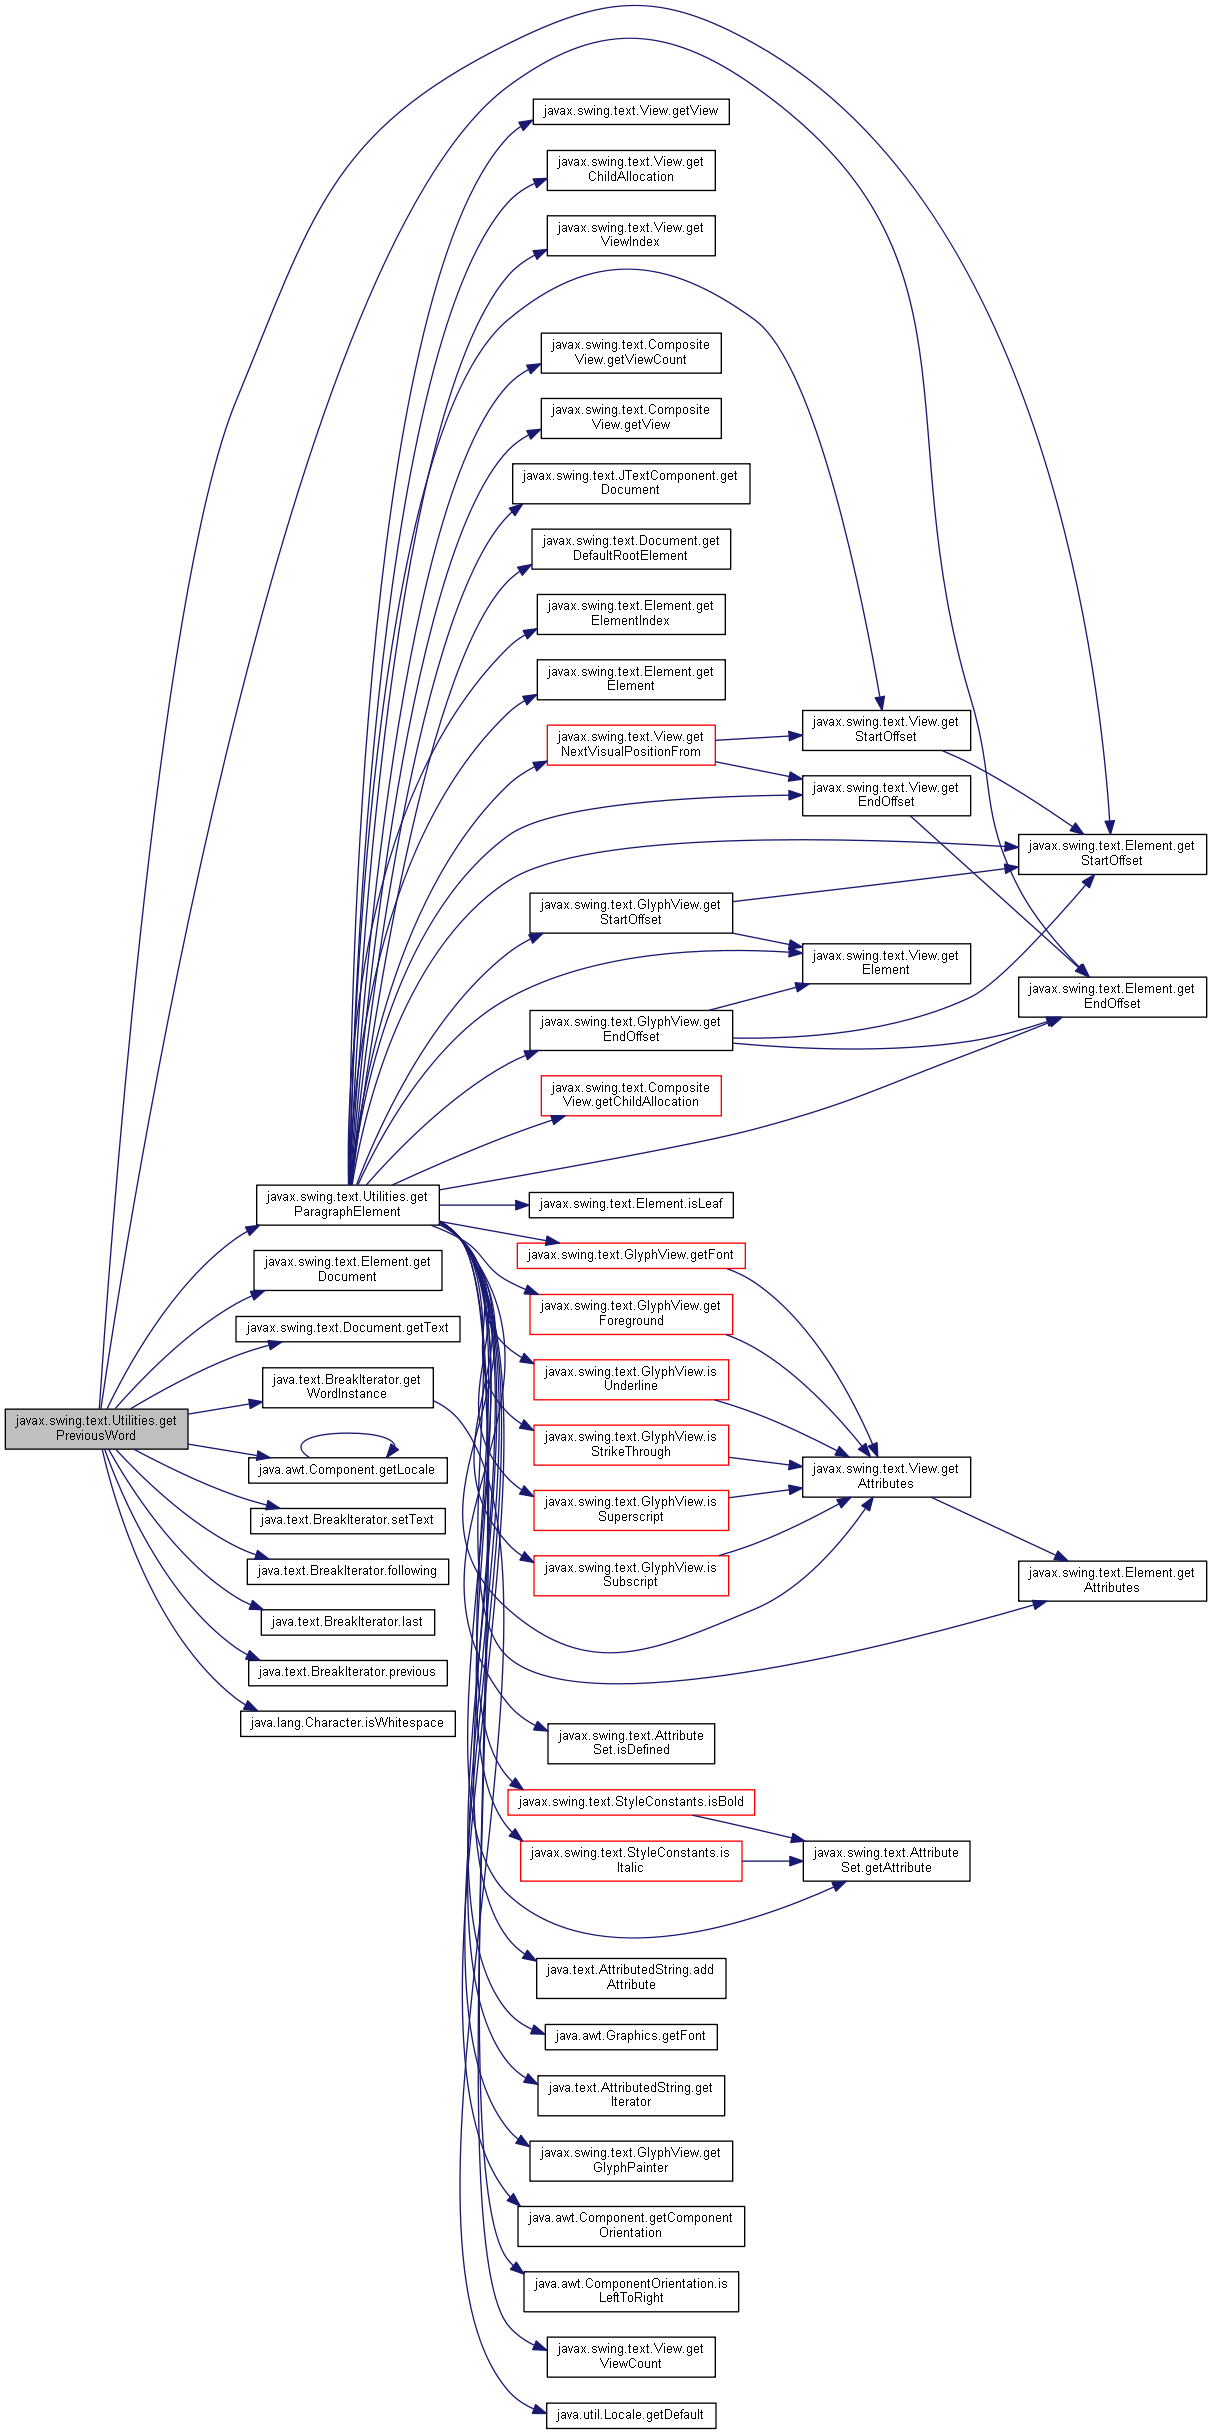 javax.swing.text.View.getView
javax.swing.text.View.get
ChildAllocation
javax.swing.text.View.get
ViewIndex
javax.swing.text.Composite
View.getViewCount
javax.swing.text.Composite
View.getView
javax.swing.text.JTextComponent.get
Document
javax.swing.text.Document.get
DefaultRootElement
javax.swing.text.Element.get
ElementIndex
javax.swing.text.Element.get
Element
javax.swing.text.View.get
NextVisualPositionFrom
javax.swing.text.View.get
StartOffset
javax.swing.text.View.get
EndOffset
javax.swing.text.Element.get
StartOffset
javax.swing.text.GlyphView.get
StartOffset
javax.swing.text.View.get
Element
javax.swing.text.Element.get
EndOffset
javax.swing.text.GlyphView.get
EndOffset
javax.swing.text.Composite
View.getChildAllocation
javax.swing.text.Utilities.get
ParagraphElement
javax.swing.text.Element.isLeaf
javax.swing.text.GlyphView.getFont
javax.swing.text.Element.get
Document
javax.swing.text.GlyphView.get
Foreground
javax.swing.text.Document.getText
javax.swing.text.GlyphView.is
Underline
java.text.BreakIterator.get
WordInstance
javax.swing.text.Utilities.get
PreviousWord
javax.swing.text.GlyphView.is
StrikeThrough
java.awt.Component.getLocale
javax.swing.text.View.get
Attributes
javax.swing.text.GlyphView.is
Superscript
java.text.BreakIterator.setText
javax.swing.text.GlyphView.is
Subscript
java.text.BreakIterator.following
javax.swing.text.Element.get
Attributes
java.text.BreakIterator.last
java.text.BreakIterator.previous
java.lang.Character.isWhitespace
javax.swing.text.Attribute
Set.isDefined
javax.swing.text.StyleConstants.isBold
javax.swing.text.StyleConstants.is
Italic
javax.swing.text.Attribute
Set.getAttribute
java.text.AttributedString.add
Attribute
java.awt.Graphics.getFont
java.text.AttributedString.get
Iterator
javax.swing.text.GlyphView.get
GlyphPainter
java.awt.Component.getComponent
Orientation
java.awt.ComponentOrientation.is
LeftToRight
javax.swing.text.View.get
ViewCount
java.util.Locale.getDefault